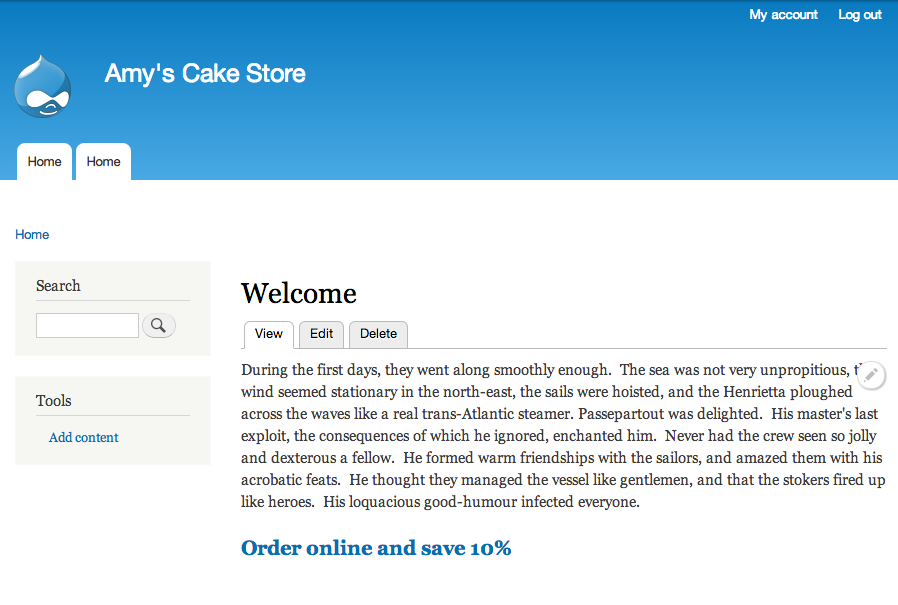 My account Log out
Amy's Cake Store
Home Home
Home
Search
Tools
Add content
Welcome
View Edit Delete
During the first days, they went along smoothly enough.  The sea was not very unpropitious,
wind seemed stationary in the north-east, the sails were hoisted, and the Henrietta ploughed
across the waves like a real trans-Atlantic steamer. Passepartout was delighted.  His master's last
exploit, the consequences of which he ignored, enchanted him.  Never had the crew seen so jolly
and dexterous a fellow.  He formed warm friendships with the sailors, and amazed them with his
acrobatic feats.  He thought they managed the vessel like gentlemen, and that the stokers fired up
like heroes.  His loquacious good-humour infected everyone.
Order online and save 10%